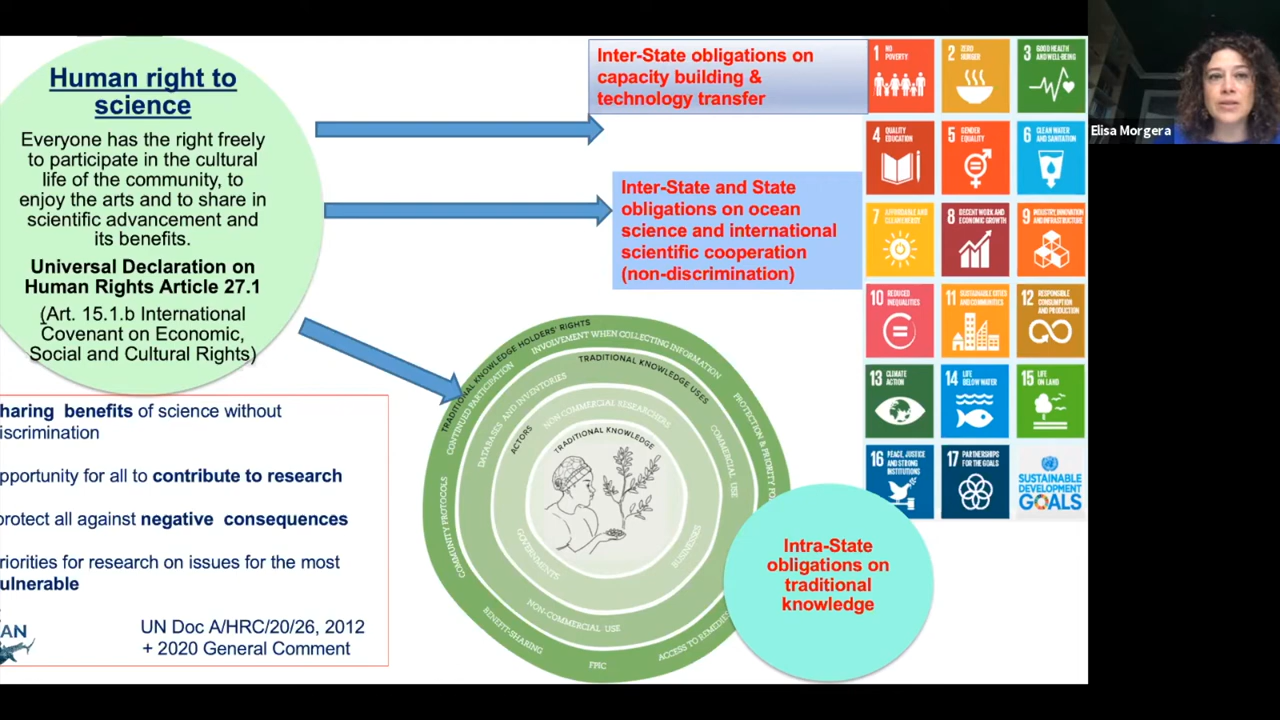 Human right to
science
Everyone has the right freely
to participate in the cultural
life of the community, to
enjoy the arts and to share in
scientific advancement and
its benefits.
Universal Declaration on
Human Rights Article 27.1
(Art. 15.1.b International
Covenant on Economic,
Social and Cultural Rights)
haring benefits of science without
iscrimination
pportunity for all to contribute to research
rotect all against negative consequences
riorities for research on issues for the most
ulnerable
AN
UN Doc A/HRC/20/26, 2012
+ 2020 General Comment
Inter-State obligations on
capacity building &
technology transfer
Inter-State and State
obligations on ocean
science and international
scientific cooperation
(non-discrimination)
TRADITIONAL KNOWLEDGE HOLDERS' RIGHTS
INVOLVEMENT WHEN COLLECTING INFORMATION
CONTINUED PARTICIPATION
PROTECTION & PRIORITY FO
COMMUNITY PROTOCOLS
BENEFIT-SHARING
FPIC
ACCESS TO REMEDIES
TRADITIONAL KNOWLEDGE USES
DATABASES AND INVENTORIES
COMMERCIAL USE
NON-COMMERCIAL USE
ACTORS
NON COMMERCIAL RESEARCHERS
GOVERNMENTS
BUSINESSES
TRADITIONAL KNOWLEDGE
Intra-State
obligations on
traditional
knowledge
1 NO
POVERTY
2 ZERO
HUNGER
3 GOOD HEALTH
AND WELL-BEING
4 QUALITY
EDUCATION
5 GENDER
EQUALITY
6 CLEAN WATER
AND SANITATION
7 AFFORDABLE AND
CLEAN ENERGY
8 DECENT WORK AND
ECONOMIC GROWTH
9 INDUSTRY, INNOVATION
AND INFRASTRUCTURE
10 REDUCED
INEQUALITIES
11 SUSTAINABLE CITIES
AND COMMUNITIES
12 RESPONSIBLE
CONSUMPTION
AND PRODUCTION
13 CLIMATE
ACTION
14 LIFE
BELOW WATER
15 LIFE
ON LAND
16 PEACE, JUSTICE
AND STRONG
INSTITUTIONS
17 PARTNERSHIPS
FOR THE GOALS
SUSTAINABLE
DEVELOPMENT
GOALS
Elisa Morgera